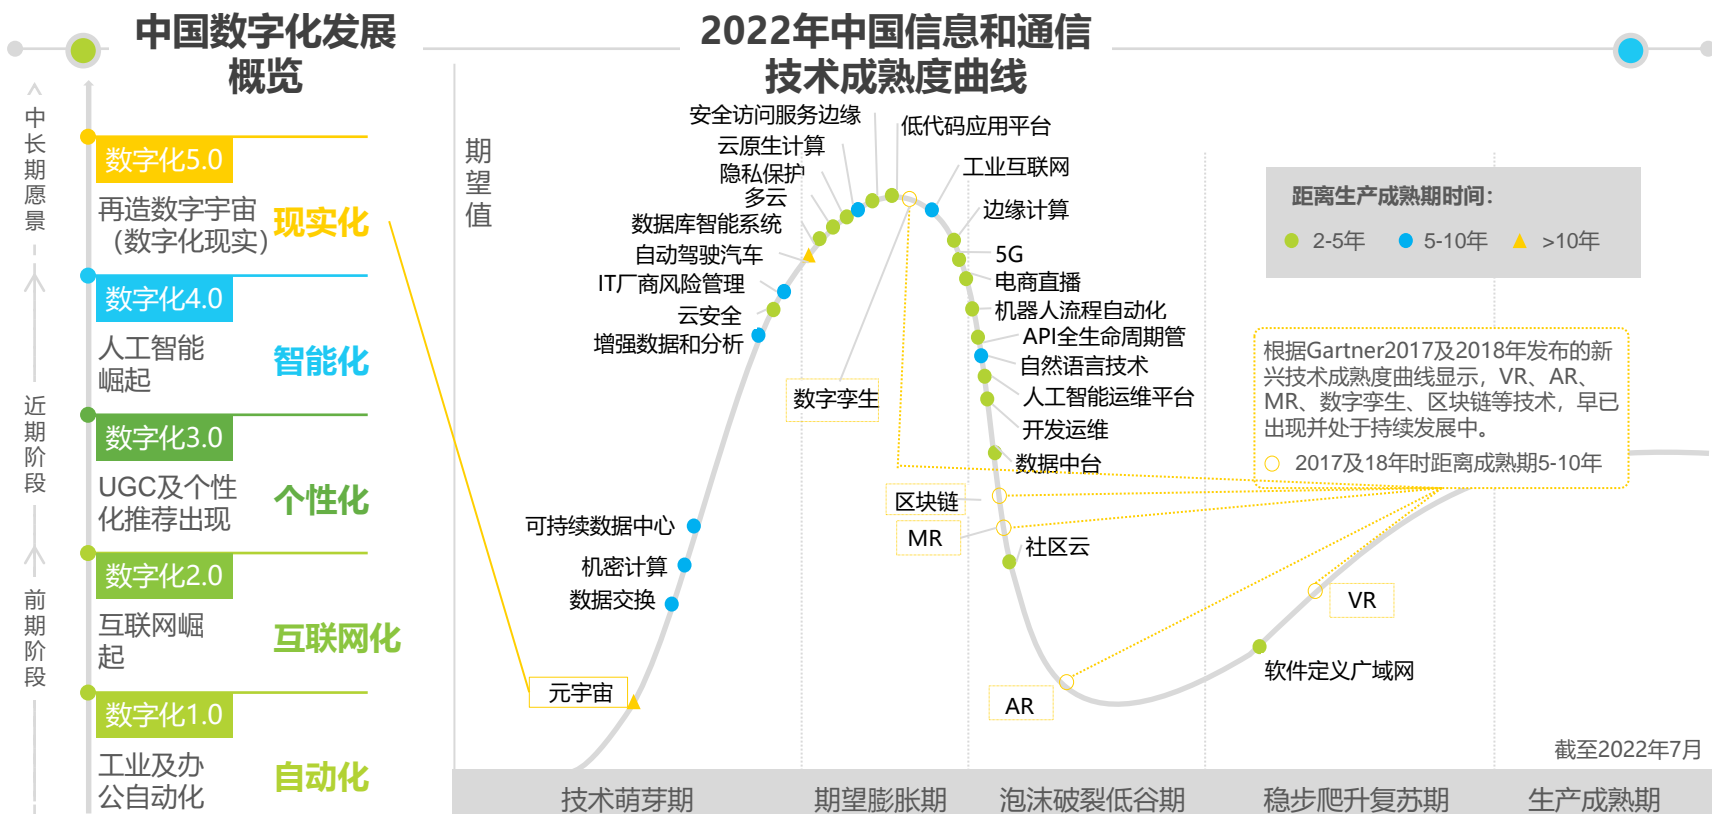 中国数字化发展
概览
2022年中国信息和通信
技术成熟度曲线
中长期愿景
近期阶段
前期阶段
数字化5.0
再造数字宇宙
（数字化现实）
现实化
数字化4.0
人工智能
崛起
智能化
数字化3.0
UGC及个性
化推荐出现
个性化
数字化2.0
互联网崛
起
互联网化
数字化1.0
工业及办
公自动化
自动化
期望值
安全访问服务边缘
云原生计算
隐私保护
多云
数据库智能系统
自动驾驶汽车
IT厂商风险管理
云安全
增强数据和分析
可持续数据中心
机密计算
数据交换
元宇宙
低代码应用平台
工业互联网
边缘计算
5G
电商直播
机器人流程自动化
API全生命周期管
自然语言技术
人工智能运维平台
开发运维
数据中台
数字孪生
区块链
MR
社区云
AR
VR
软件定义广域网
距离生产成熟期时间：
2-5年
5-10年
>10年
根据Gartner2017及2018年发布的新
兴技术成熟度曲线显示，VR、AR、
MR、数字孪生、区块链等技术，早已
出现并处于持续发展中。
2017及18年时距离成熟期5-10年
截至2022年7月
技术萌芽期
期望膨胀期
泡沫破裂低谷期
稳步爬升复苏期
生产成熟期